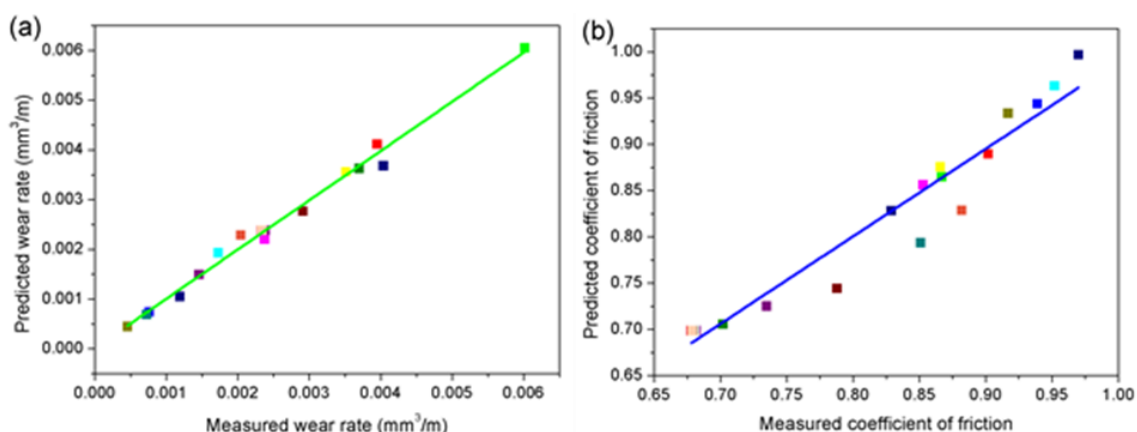 (a)
Predicted wear rate (mm³/m)
0.006
0.005
0.004
0.003
0.002
0.001
0.000
0.000 0.001 0.002 0.003 0.004 0.005 0.006
Measured wear rate (mm³/m)
(b)
Predicted coefficient of friction
1.00
0.95
0.90
0.85
0.80
0.75
0.70
0.65
0.65 0.70 0.75 0.80 0.85 0.90 0.95 1.00
Measured coefficient of friction